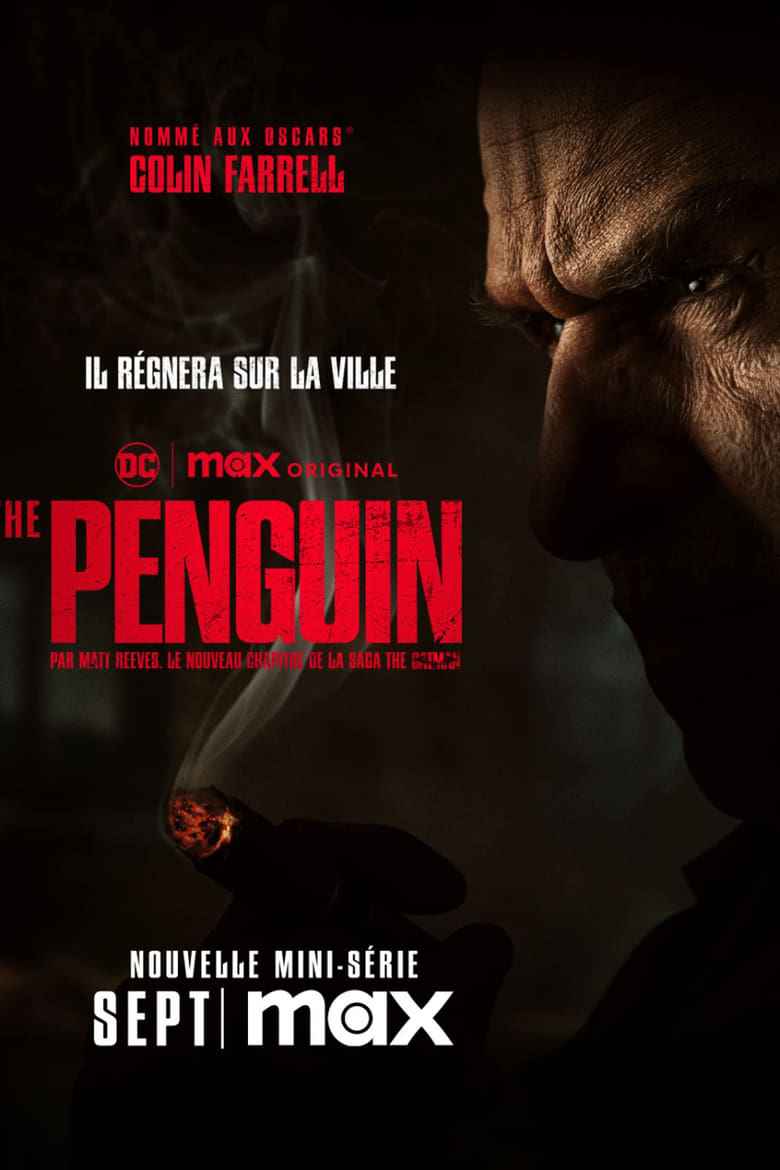 NOMMÉ AUX OSCARS®
COLIN FARRELL
IL RÉGNERA SUR LA VILLE
DC | max ORIGINAL
THE PENGUIN
PAR MATT REEVES. LE NOUVEAU CHAPITRE DE LA SAGA THE BATMAN
NOUVELLE MINI-SÉRIE
SEPT | max